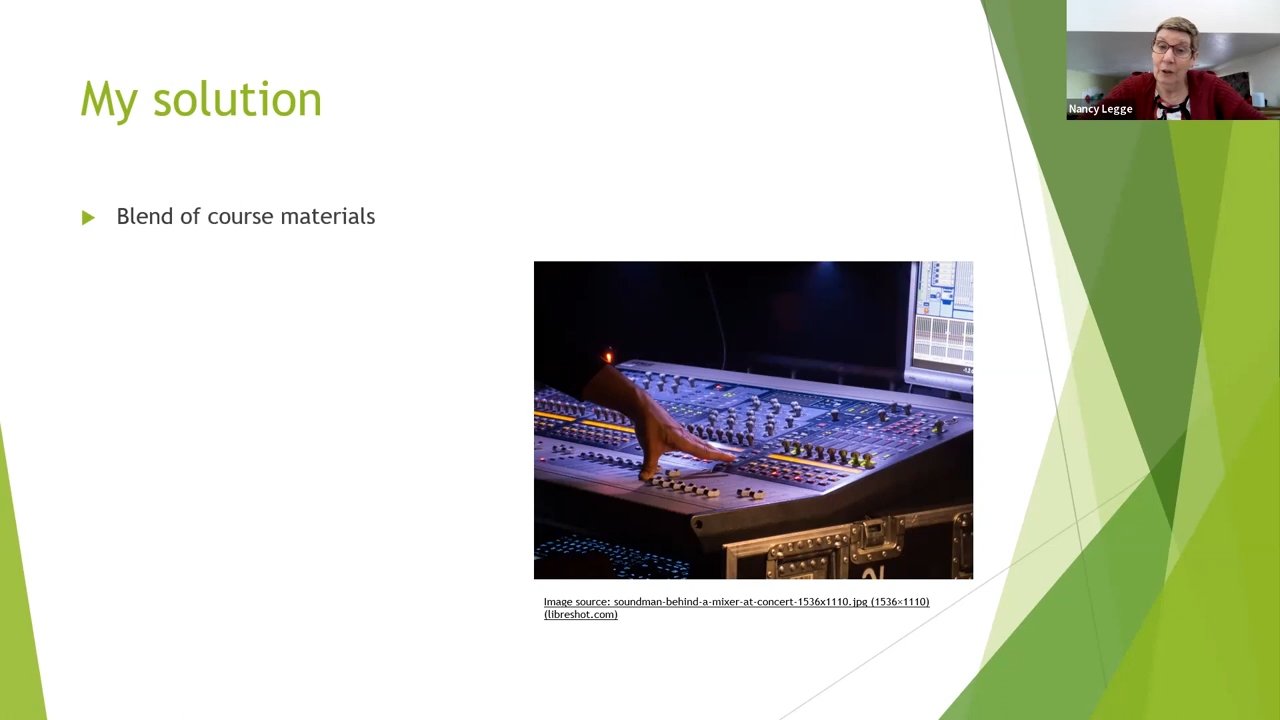 My solution
Blend of course materials
Image source: soundman-behind-a-mixer-at-concert-1536x1110.jpg (1536×1110)
(libreshot.com)
Nancy Legge